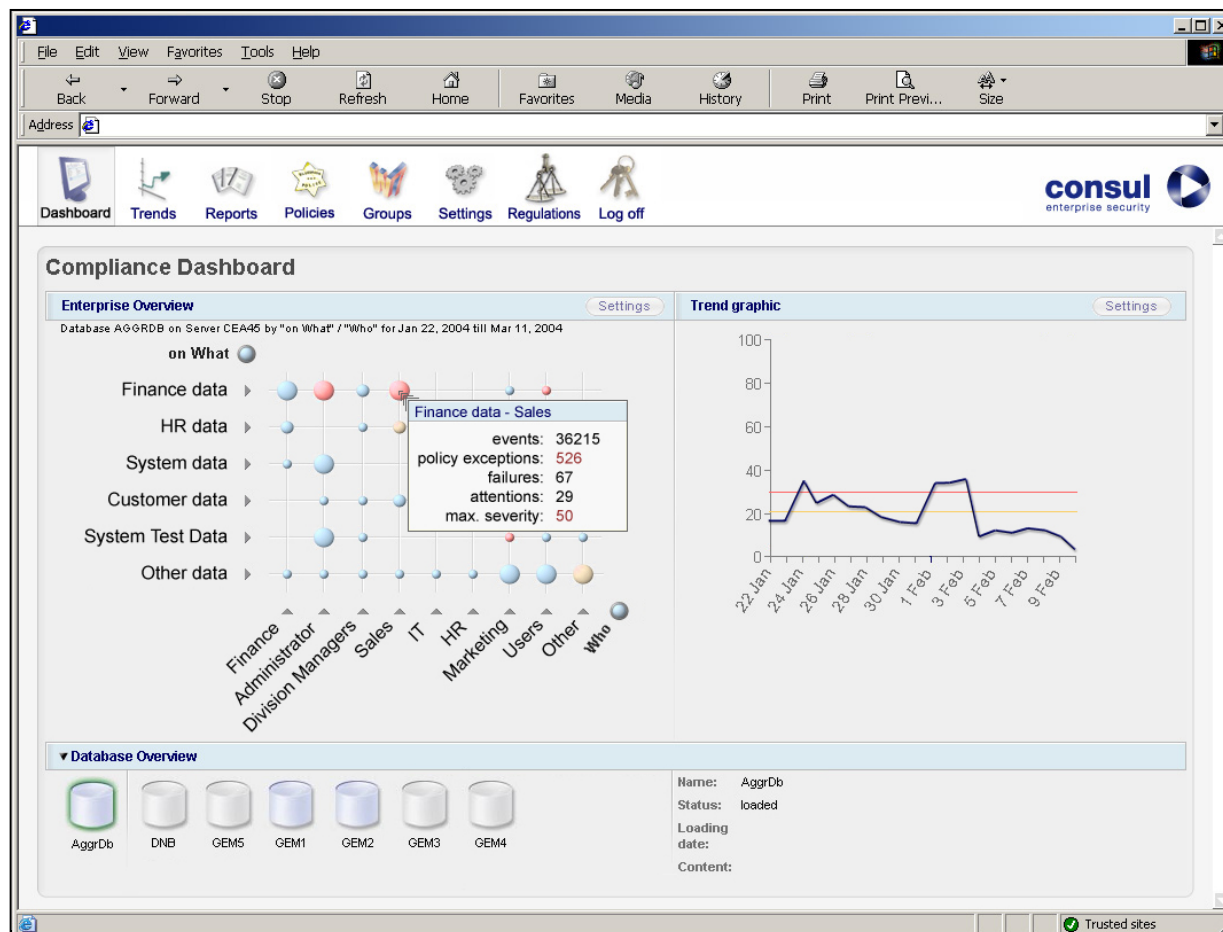 File Edit View Favorites Tools Help
Back Forward Stop Refresh Home Favorites Media History Print Print Previ... Size
Address
Dashboard Trends Reports Policies Groups Settings Regulations Log off
consul
enterprise security
Compliance Dashboard
Enterprise Overview Settings
Database AGGRDB on Server CEA45 by "on What" / "Who" for Jan 22, 2004 till Mar 11, 2004
on What
Finance data
HR data
System data
Customer data
System Test Data
Other data
Finance data - Sales
events: 36215
policy exceptions: 526
failures: 67
attentions: 29
max. severity: 50
Finance
Administrator
Division Managers
Sales
IT
HR
Marketing
Users
Other
Who
Trend graphic Settings
100
80
60
40
20
0
22 Jan
24 Jan
26 Jan
28 Jan
30 Jan
1 Feb
3 Feb
5 Feb
7 Feb
9 Feb
Database Overview
AggrDb DNB GEM5 GEM1 GEM2 GEM3 GEM4
Name: AggrDb
Status: loaded
Loading
date:
Content:
Trusted sites